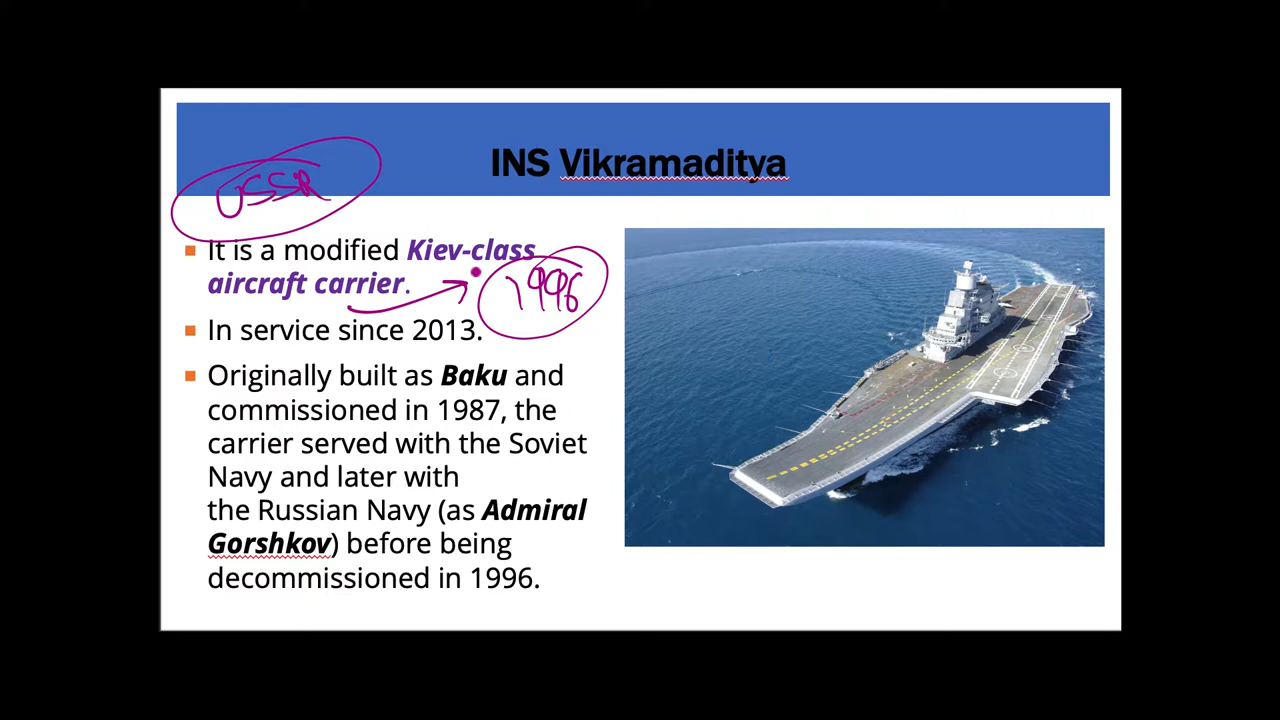 INS Vikramaditya
USSR
It is a modified Kiev-class
aircraft carrier.
1996
In service since 2013.
Originally built as Baku and
commissioned in 1987, the
carrier served with the Soviet
Navy and later with
the Russian Navy (as Admiral
Gorshkov) before being
decommissioned in 1996.